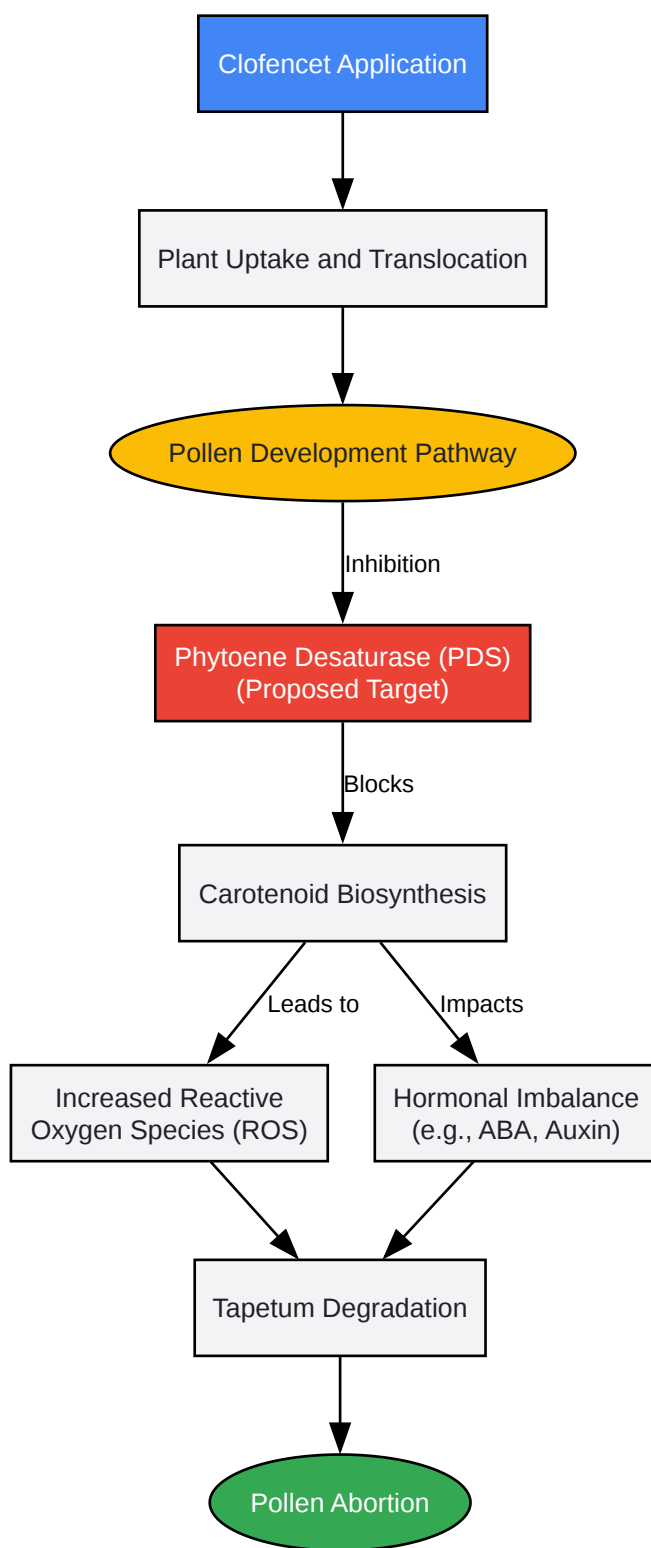 Clofencet Application
Plant Uptake and Translocation
Pollen Development Pathway
Inhibition
Phytoene Desaturase (PDS)
(Proposed Target)
Blocks
Carotenoid Biosynthesis
Leads to
Impacts
Increased Reactive
Oxygen Species (ROS)
Hormonal Imbalance
(e.g., ABA, Auxin)
Tapetum Degradation
Pollen Abortion